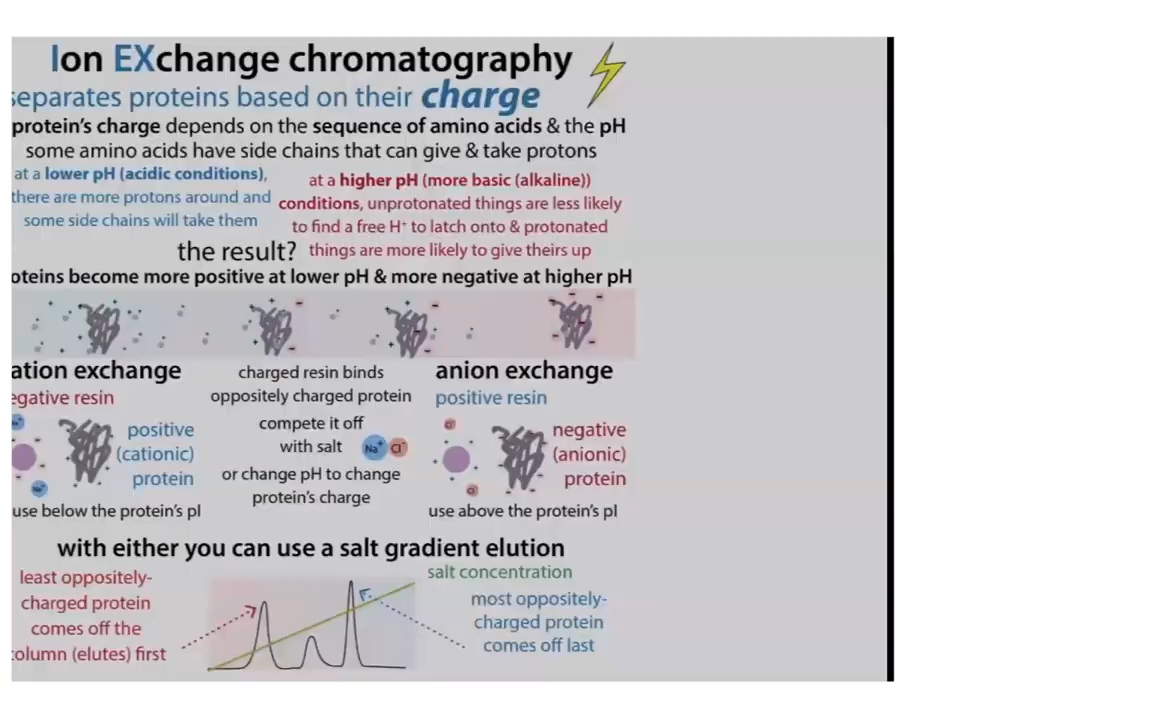 Ion EXchange chromatography
separates proteins based on their charge
protein's charge depends on the sequence of amino acids & the pH
some amino acids have side chains that can give & take protons
at a lower pH (acidic conditions),
there are more protons around and
some side chains will take them
at a higher pH (more basic (alkaline))
conditions, unprotonated things are less likely
to find a free H⁺ to latch onto & protonated
things are more likely to give theirs up
the result?
oteins become more positive at lower pH & more negative at higher pH
ation exchange
egative resin
positive
(cationic)
protein
Na⁺
use below the protein's pI
charged resin binds
oppositely charged protein
compete it off
with salt
Na⁺ Cl⁻
or change pH to change
protein's charge
anion exchange
positive resin
Cl⁻
Cl⁻
negative
(anionic)
protein
use above the protein's pI
with either you can use a salt gradient elution
least oppositely-
charged protein
comes off the
column (elutes) first
salt concentration
most oppositely-
charged protein
comes off last